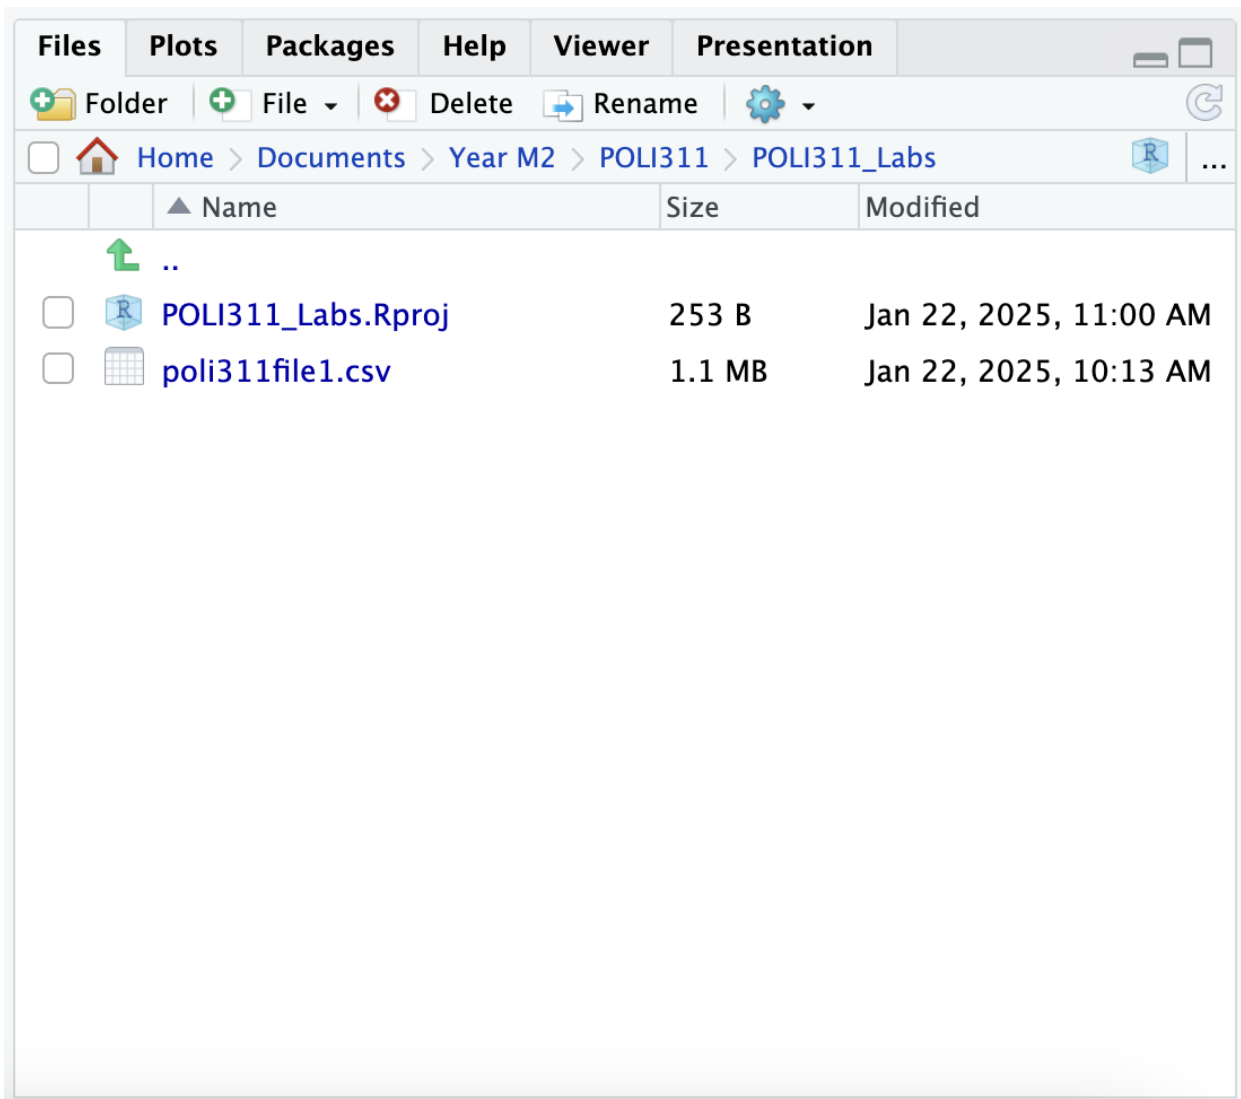 Files Plots Packages Help Viewer Presentation
Folder File Delete Rename
Home Documents Year M2 POLI311 POLI311_Labs R ...
Name Size Modified
..
R POLI311_Labs.Rproj 253 B Jan 22, 2025, 11:00 AM
poli311file1.csv 1.1 MB Jan 22, 2025, 10:13 AM